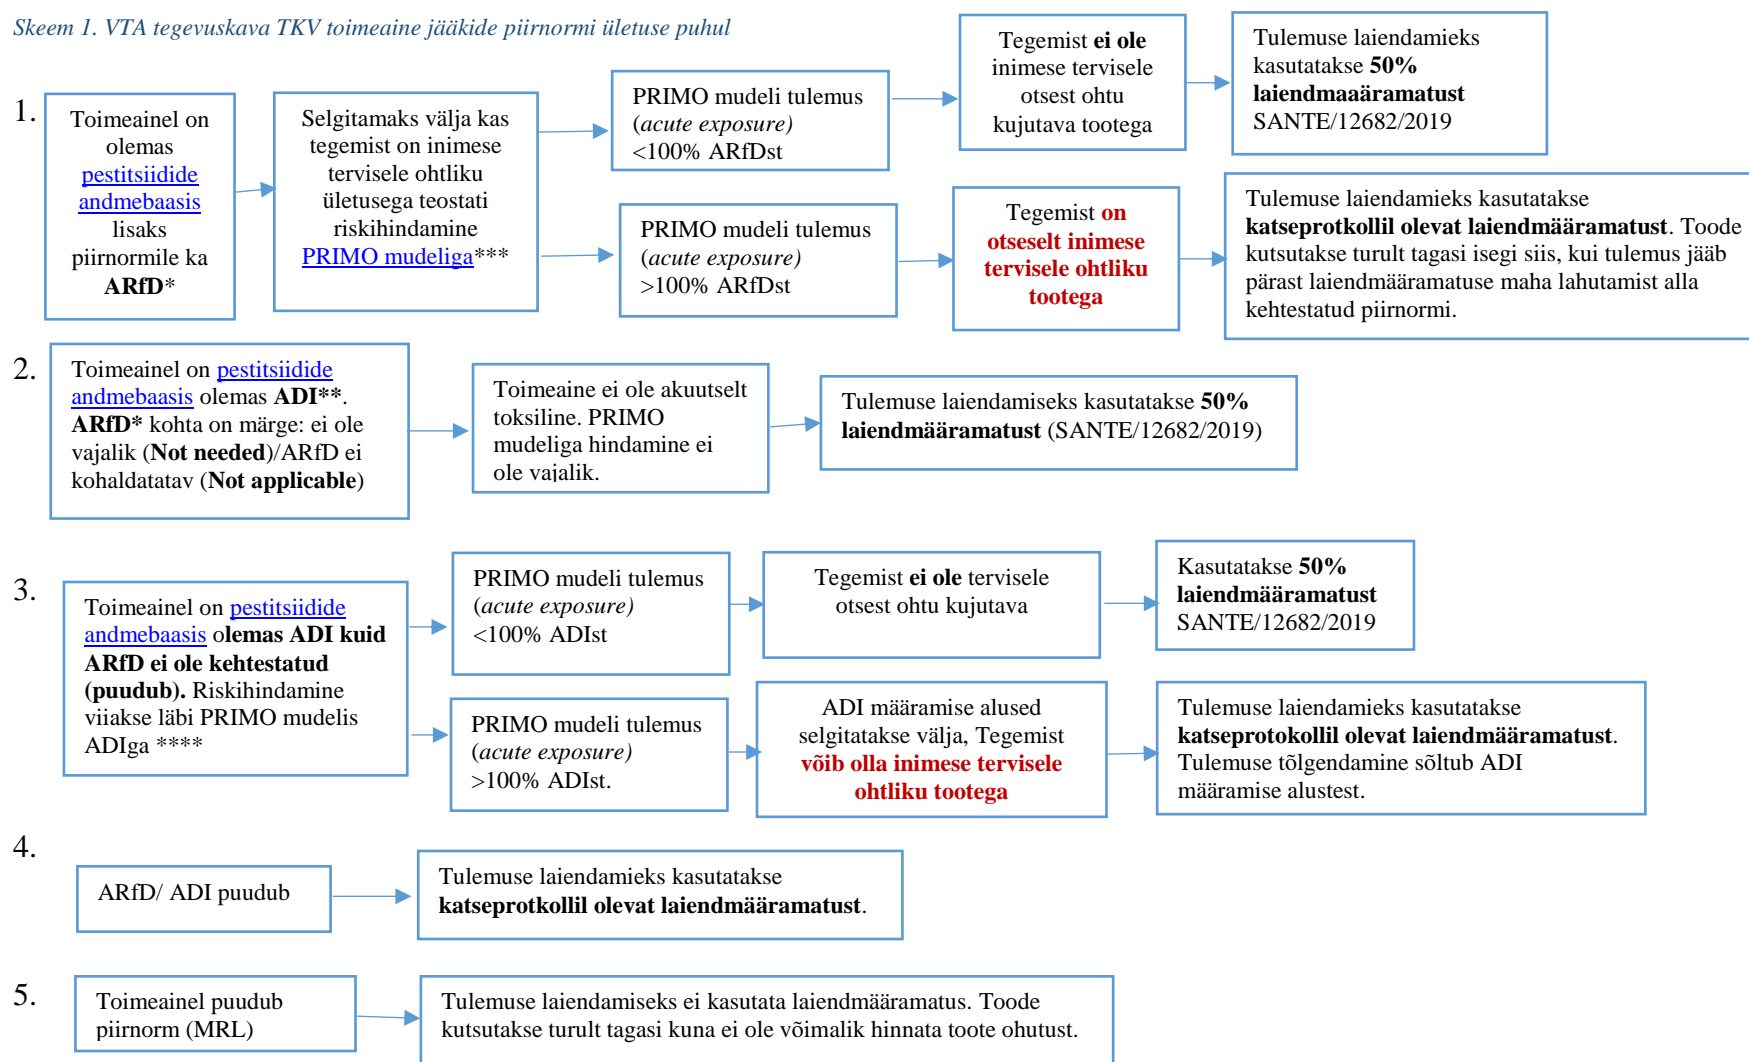 Skeem 1. VTA tegevuskava TKV toimeaine jääkide piirnormi ületuse puhul
1.
Toimeainel on
olemas
pestitsiidide
andmebaasis
lisaks
piirnormile ka
ARfD*
Selgitamaks välja kas
tegemist on inimese
tervisele ohtliku
ületusega teostati
riskihindamine
PRIMO mudeliga***
PRIMO mudeli tulemus
(acute exposure)
<100% ARfDst
Tegemist ei ole
inimese tervisele
otsest ohtu
kujutava tootega
Tulemuse laiendamieks
kasutatakse 50%
laiendmaaäramatust
SANTE/12682/2019
PRIMO mudeli tulemus
(acute exposure)
>100% ARfDst
Tegemist on
otseselt inimese
tervisele ohtliku
tootega
Tulemuse laiendamieks kasutatakse
katseprotkollil olevat laiendmääramatust. Toode
kutsutakse turult tagasi isegi siis, kui tulemus jääb
pärast laiendmääramatuse maha lahutamist alla
kehtestatud piirnormi.
2.
Toimeainel on pestitsiidide
andmebaasis olemas ADI**.
ARfD* kohta on märge: ei ole
vajalik (Not needed)/ARfD ei
kohaldatatav (Not applicable)
Toimeaine ei ole akuutselt
toksiline. PRIMO
mudeliga hindamine ei
ole vajalik.
Tulemuse laiendamiseks kasutatakse 50%
laiendmääramatust (SANTE/12682/2019)
3.
Toimeainel on pestitsiidide
andmebaasis olemas ADI kuid
ARfD ei ole kehtestatud
(puudub). Riskihindamine
viiakse läbi PRIMO mudelis
ADIga ****
PRIMO mudeli tulemus
(acute exposure)
<100% ADIst
Tegemist ei ole tervisele
otsest ohtu kujutava
Kasutatakse 50%
laiendmääramatust
SANTE/12682/2019
PRIMO mudeli tulemus
(acute exposure)
>100% ADIst.
ADI määramise alused
selgitatakse välja, Tegemist
võib olla inimese tervisele
ohtliku tootega
Tulemuse laiendamieks kasutatakse
katseprotokollil olevat laiendmääramatust.
Tulemuse tõlgendamine sõltub ADI
määramise alustest.
4.
ARfD/ ADI puudub
Tulemuse laiendamieks kasutatakse
katseprotkollil olevat laiendmääramatust.
5.
Toimeainel puudub
piirnorm (MRL)
Tulemuse laiendamiseks ei kasutata laiendmääramatus. Toode
kutsutakse turult tagasi kuna ei ole võimalik hinnata toote ohutust.